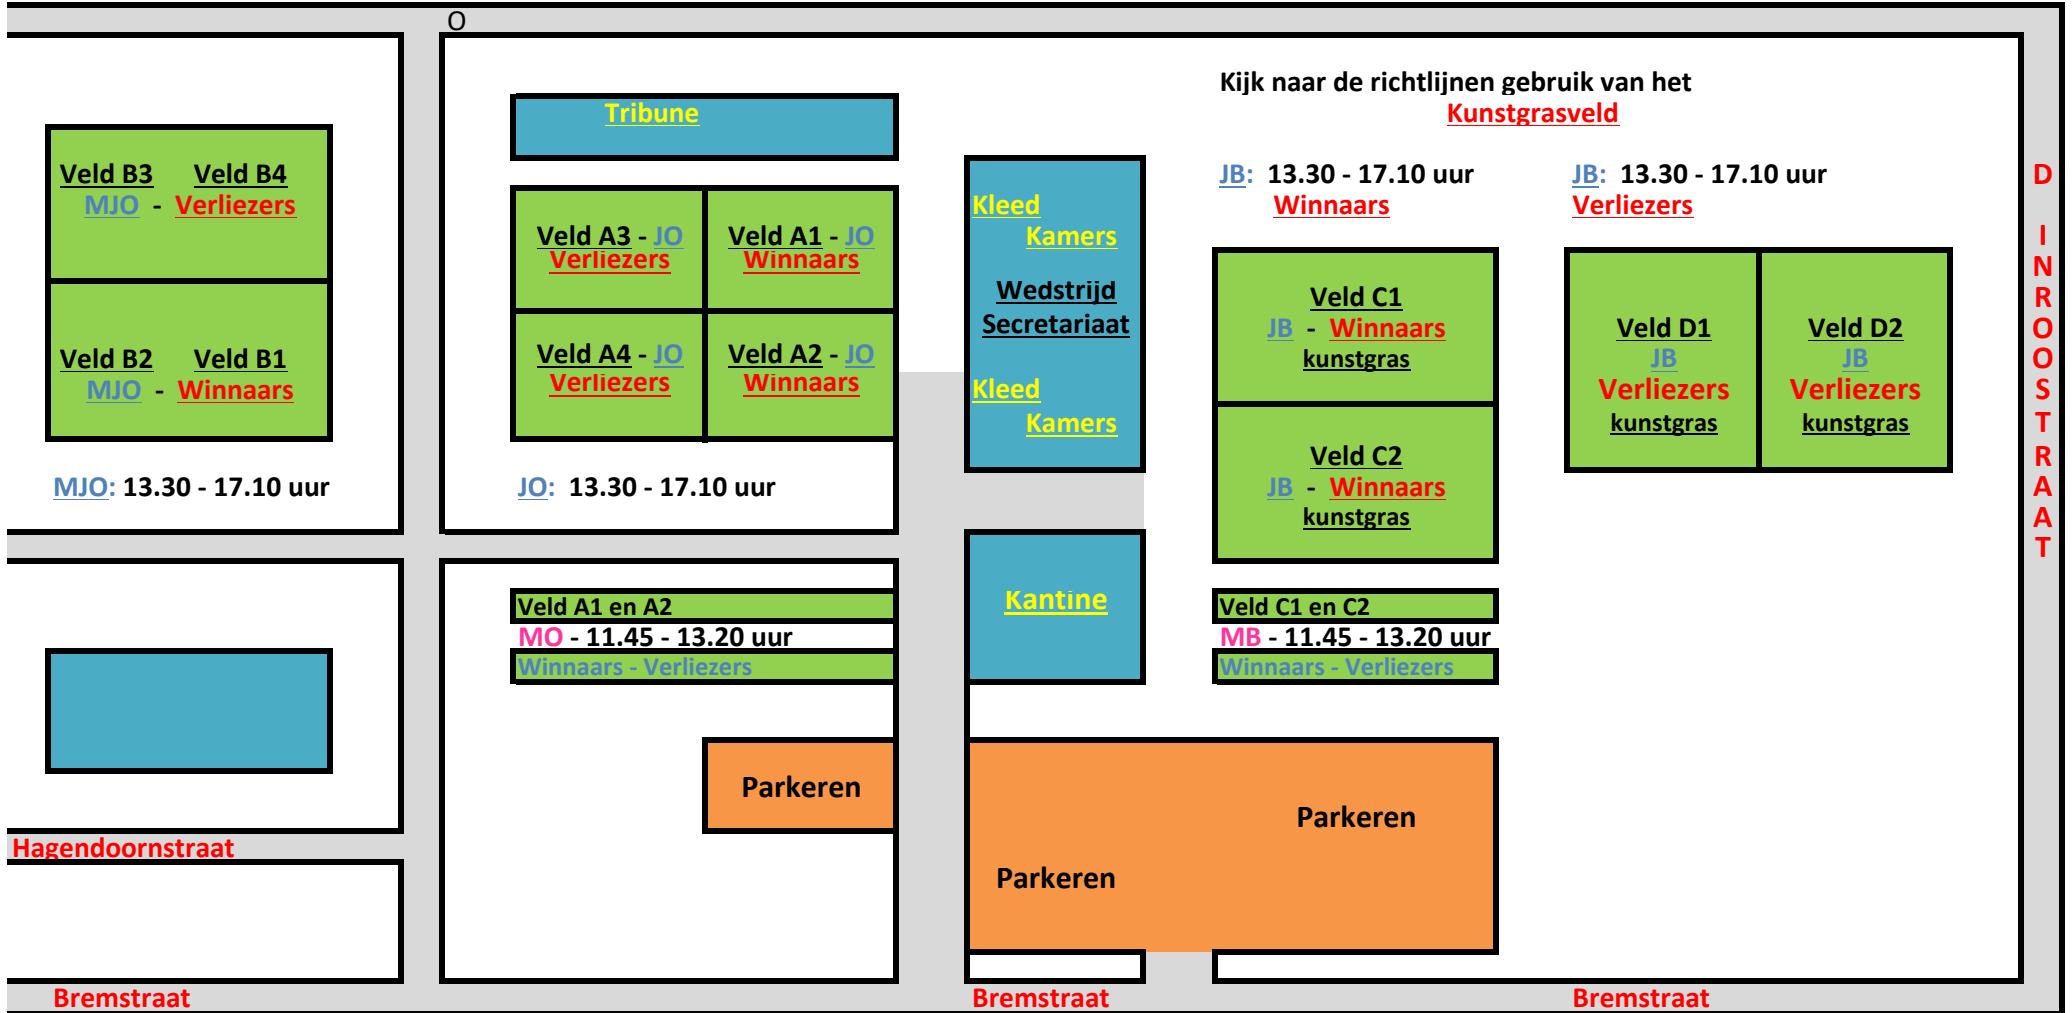 O
Kijk naar de richtlijnen gebruik van het
Kunstgrasveld
Tribune
Veld B3 Veld B4
MJO - Verliezers
Veld B2 Veld B1
MJO - Winnaars
MJO: 13.30 - 17.10 uur
Veld A3 - JO
Verliezers
Veld A1 - JO
Winnaars
Veld A4 - JO
Verliezers
Veld A2 - JO
Winnaars
JO: 13.30 - 17.10 uur
Kleed
Kamers
Wedstrijd
Secretariaat
Kleed
Kamers
JB: 13.30 - 17.10 uur
Winnaars
JB: 13.30 - 17.10 uur
Verliezers
Veld C1
JB - Winnaars
kunstgras
Veld C2
JB - Winnaars
kunstgras
Veld D1
JB
Verliezers
kunstgras
Veld D2
JB
Verliezers
kunstgras
D INROOSTRAAT
Veld A1 en A2
MO - 11.45 - 13.20 uur
Winnaars - Verliezers
Kantine
Veld C1 en C2
MB - 11.45 - 13.20 uur
Winnaars - Verliezers
Parkeren
Parkeren
Parkeren
Hagendoornstraat
Bremstraat
Bremstraat
Bremstraat